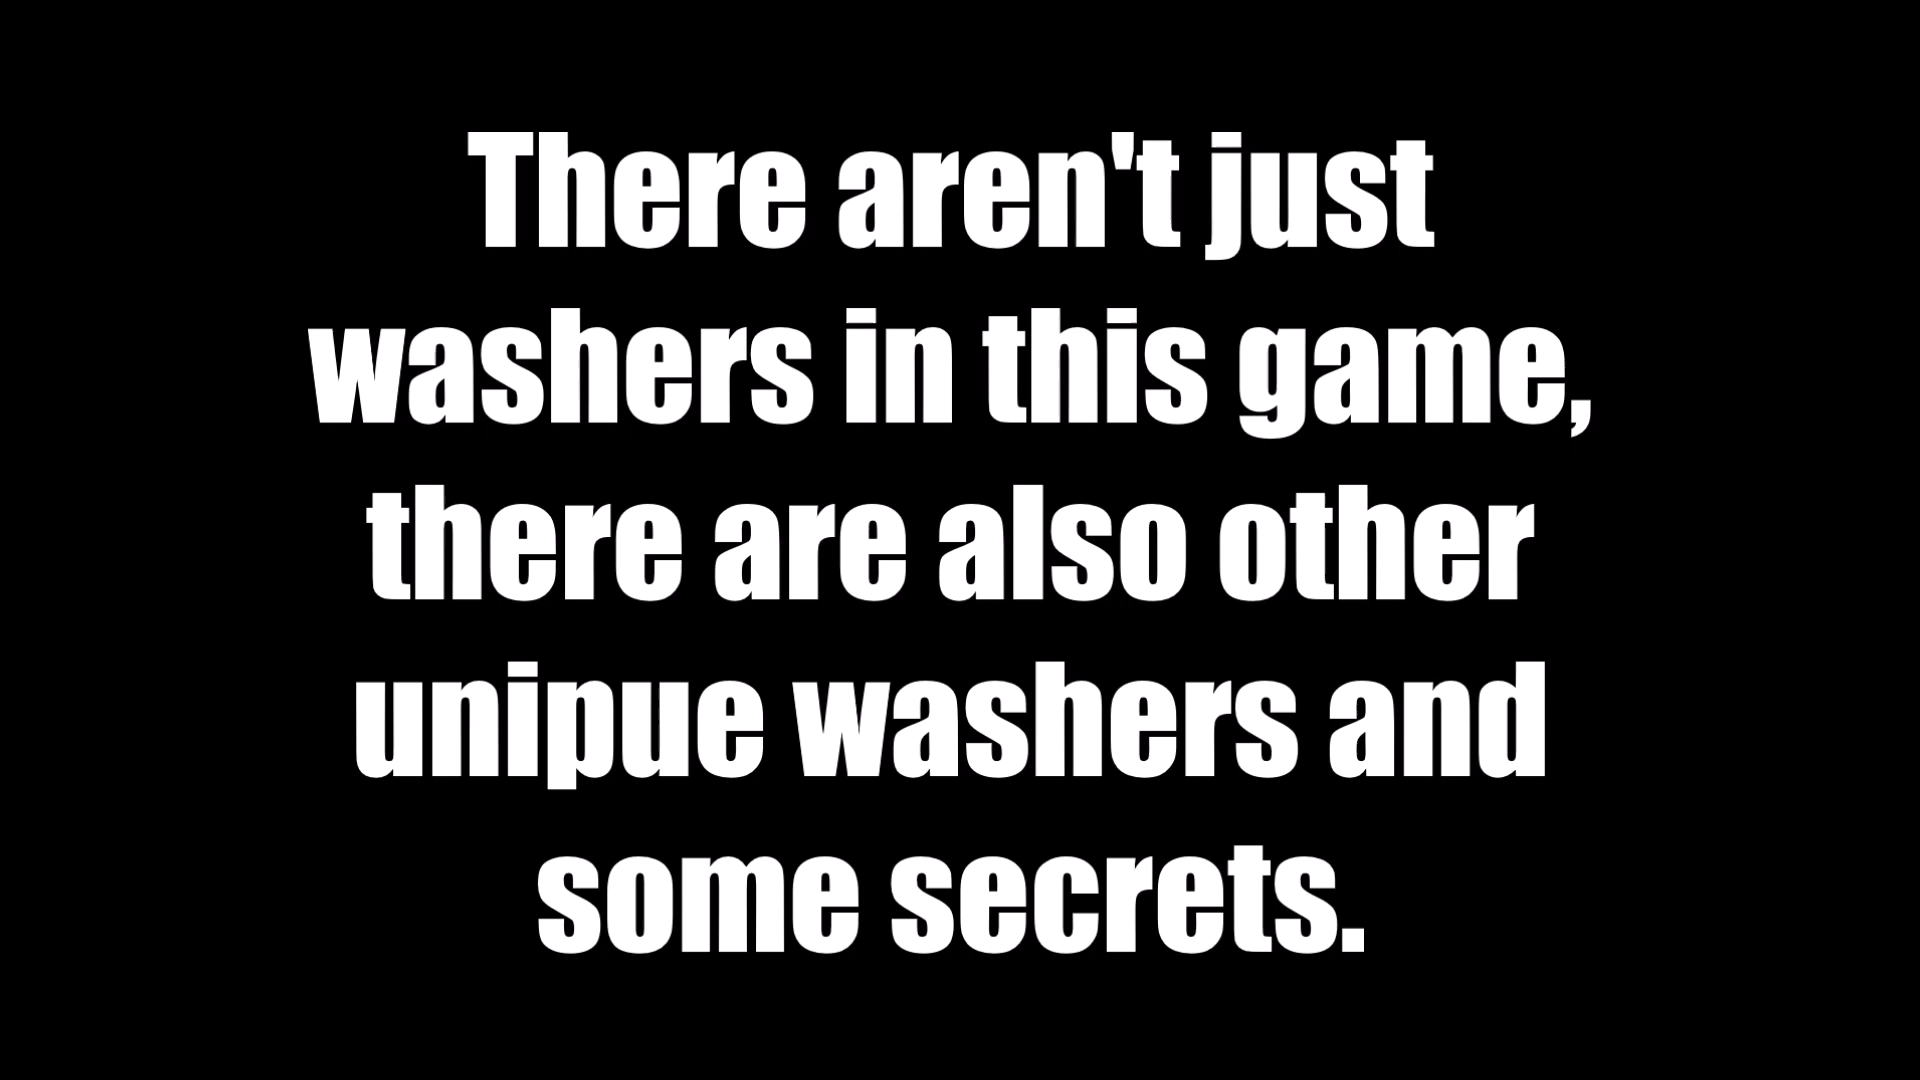 There aren't just
washers in this game,
there are also other
unipue washers and
some secrets.